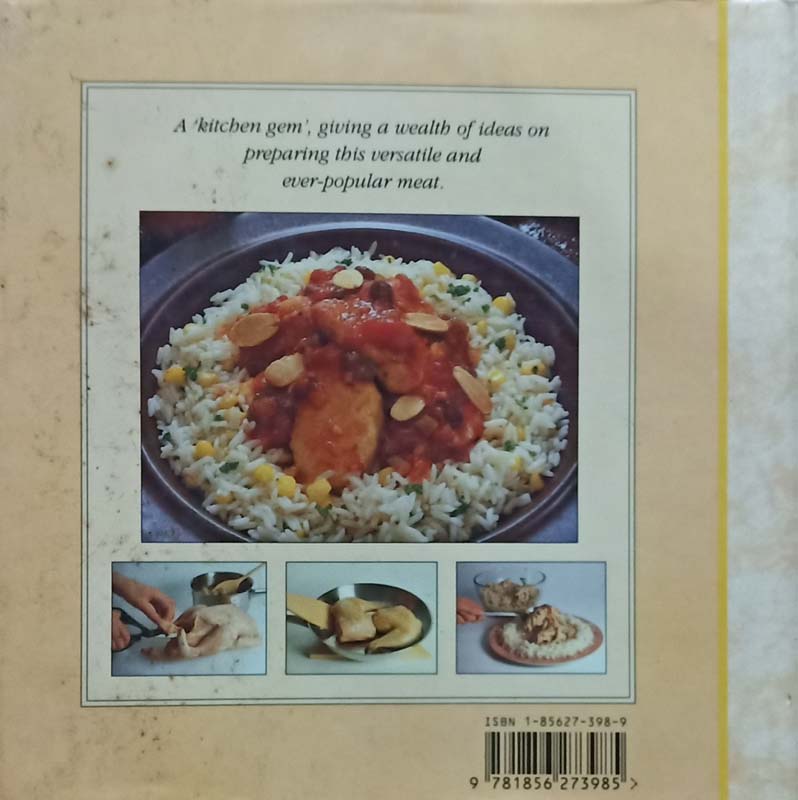 A 'kitchen gem', giving a wealth of ideas on
preparing this versatile and
ever-popular meat.
ISBN 1-85627-398-9
9 781856 273985 >